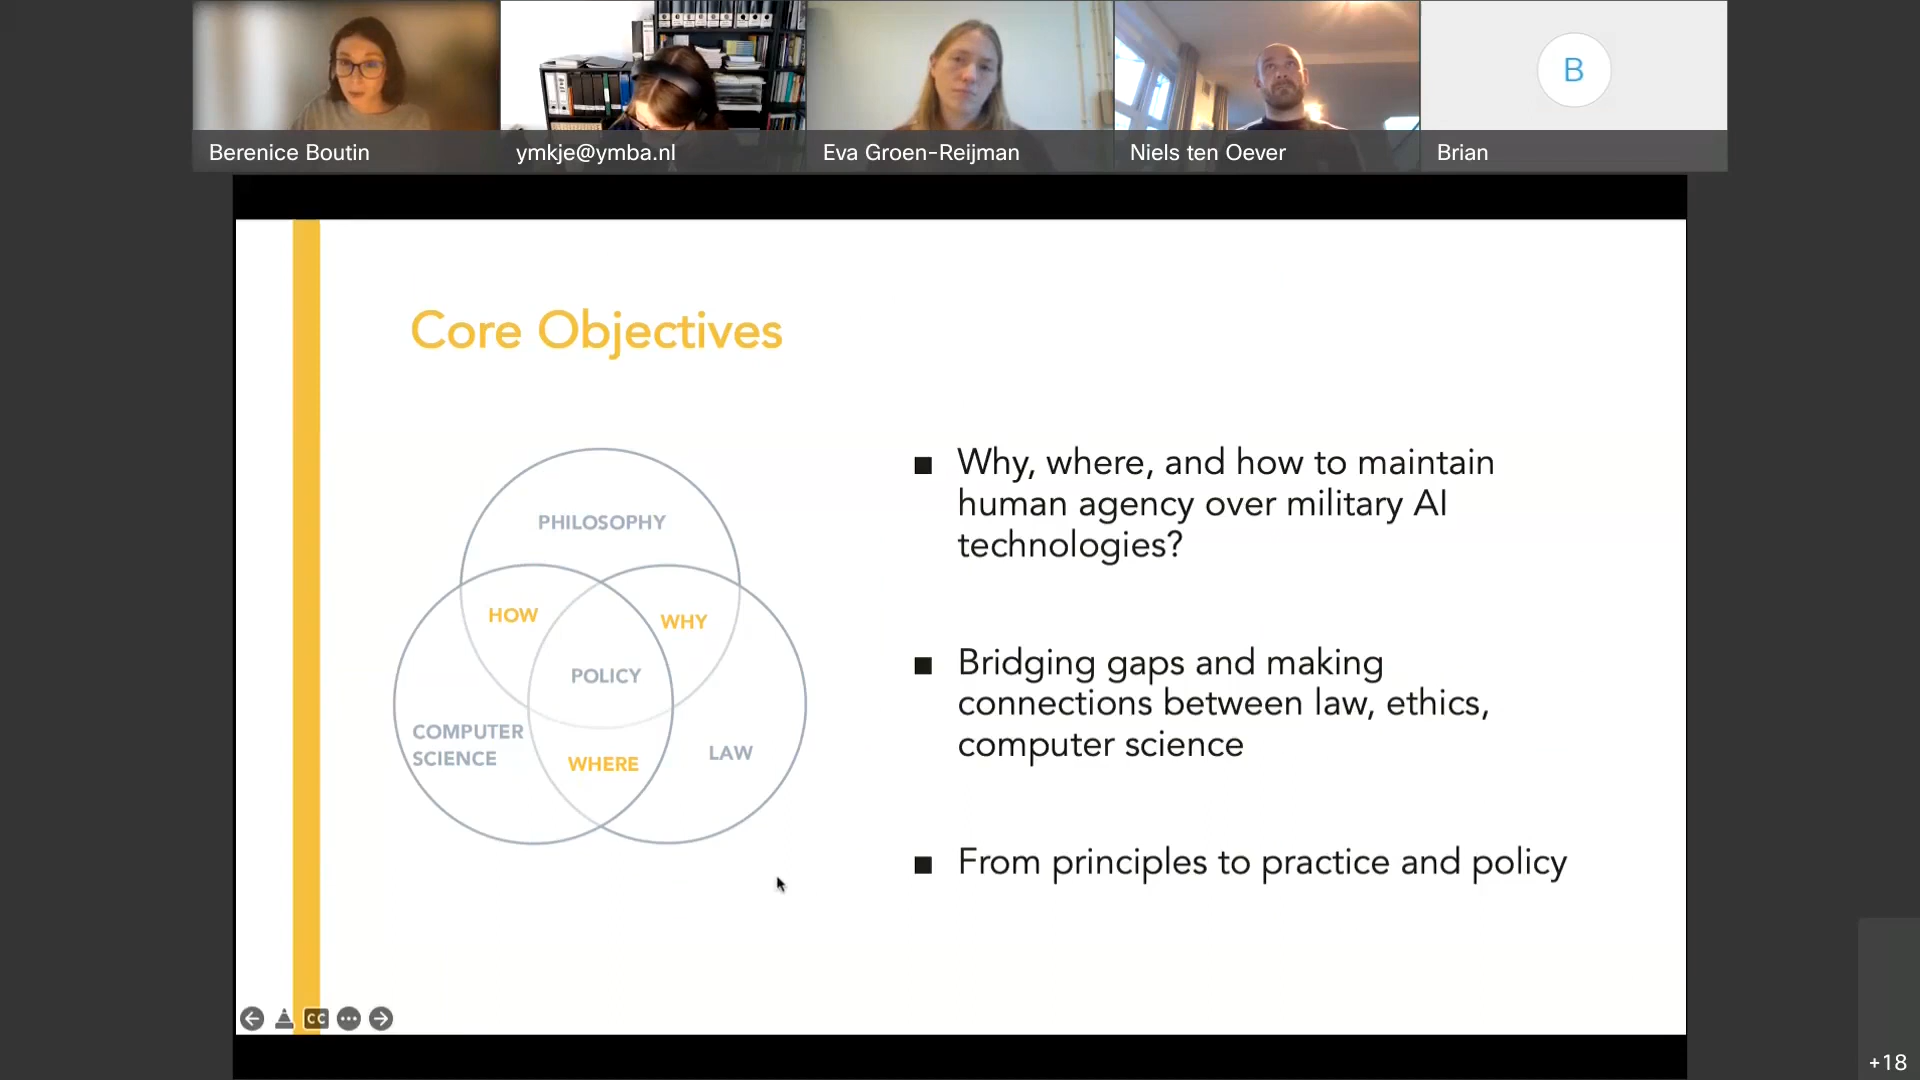 Berenice Boutin
ymkje@ymba.nl
Eva Groen-Reijman
Niels ten Oever
B
Brian
Core Objectives
PHILOSOPHY
HOW
WHY
POLICY
COMPUTER
SCIENCE
WHERE
LAW
■ Why, where, and how to maintain
human agency over military AI
technologies?
■ Bridging gaps and making
connections between law, ethics,
computer science
■ From principles to practice and policy
CC
+18